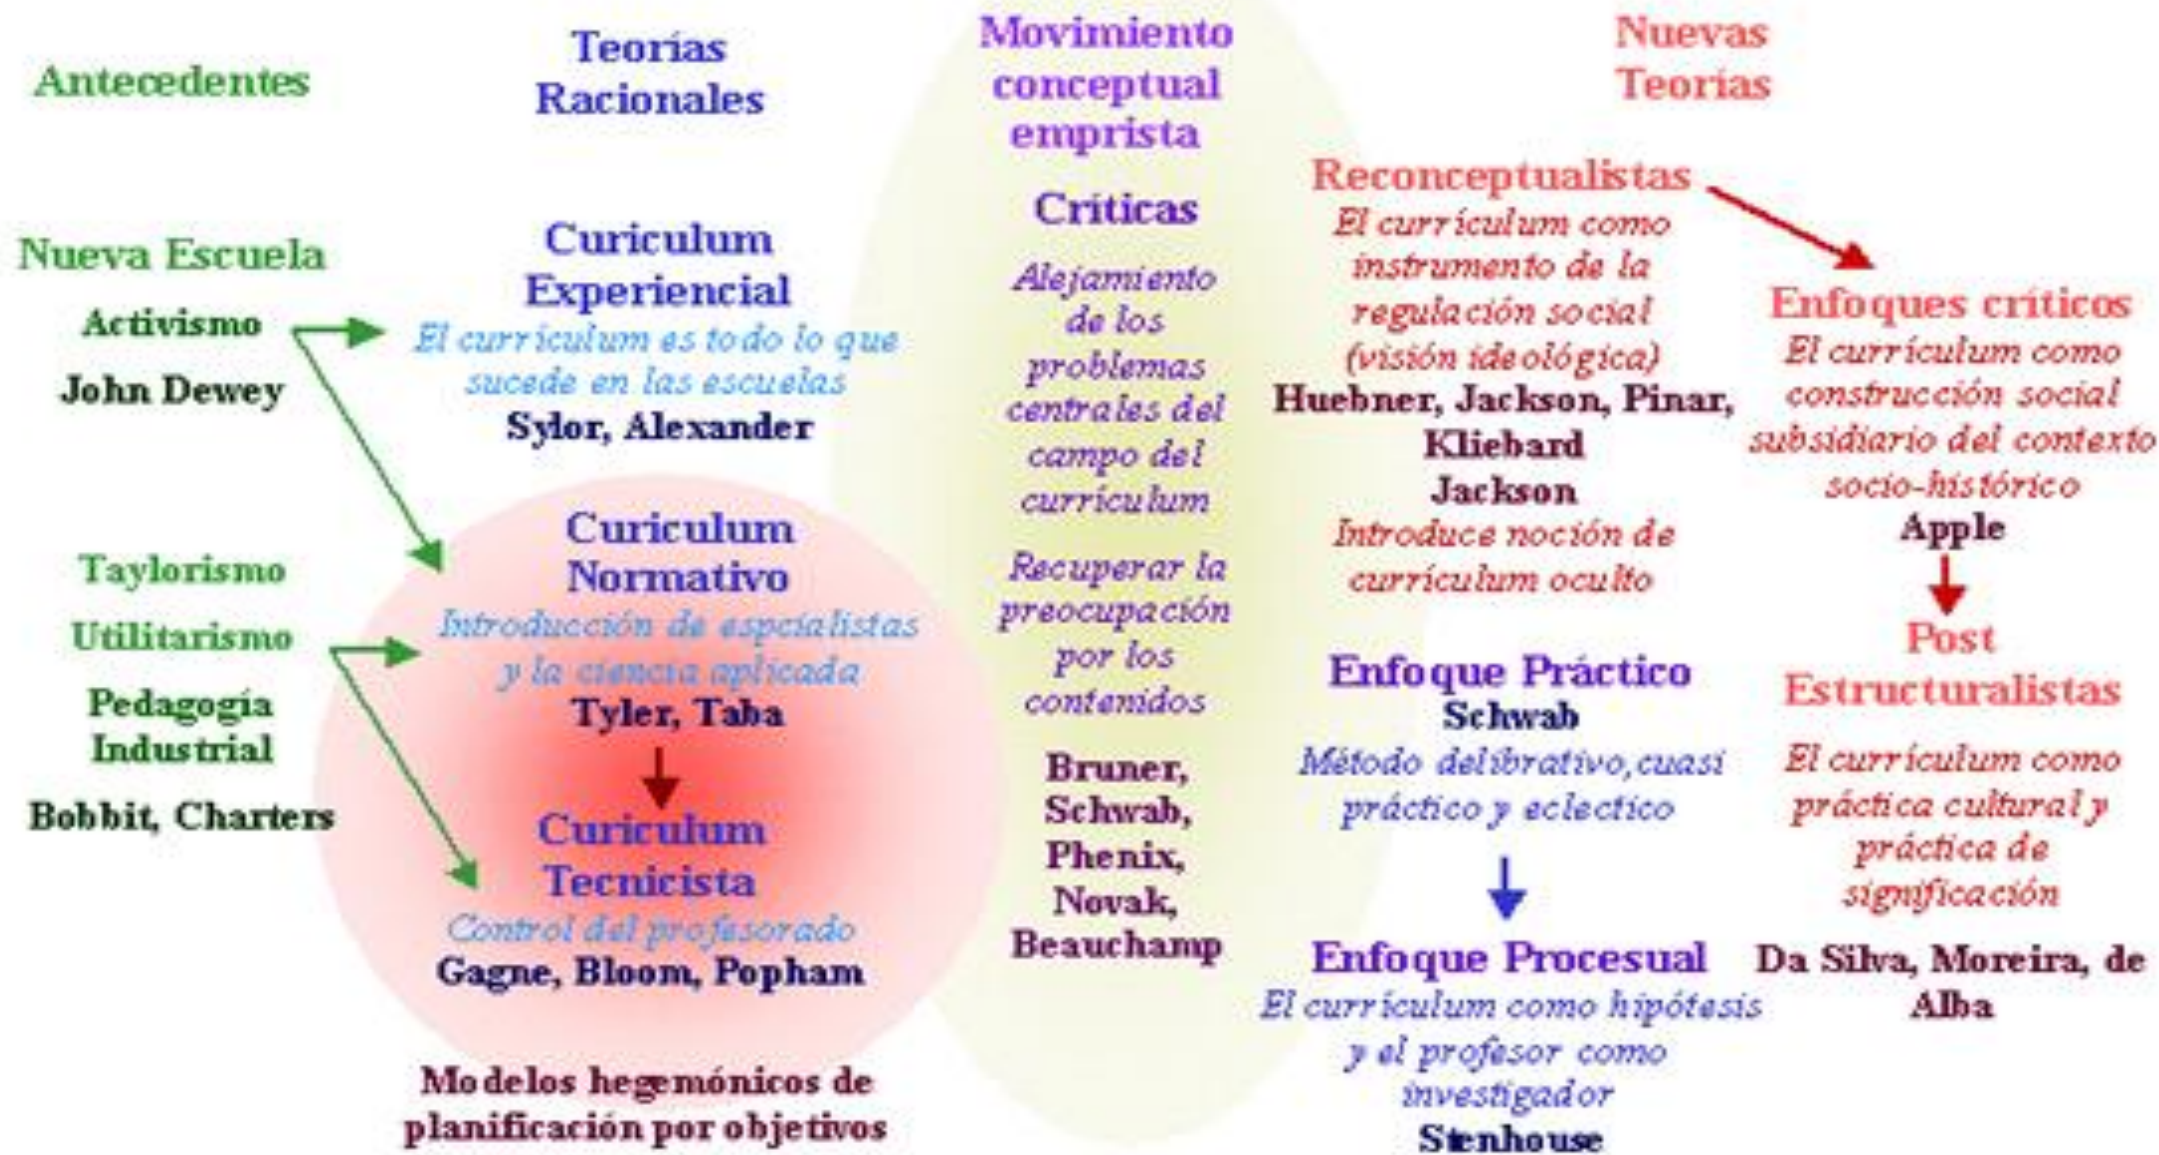 Antecedentes
Nueva Escuela
Activismo
John Dewey
Taylorismo
Utilitarismo
Pedagogía
Industrial
Bobbit, Charters
Teorías
Racionales
Curiculum
Experiencial
El currículum es todo lo que
sucede en las escuelas
Sylor, Alexander
Curiculum
Normativo
Introducción de espcialistas
y la ciencia aplicada
Tyler, Taba
Curiculum
Tecnicista
Control del profesorado
Gagne, Bloom, Popham
Modelos hegemónicos de
planificación por objetivos
Movimiento
conceptual
emprista
Críticas
Alejamiento
de los
problemas
centrales del
campo del
currículum
Recuperar la
preocupación
por los
contenidos
Bruner,
Schwab,
Phenix,
Novak,
Beauchamp
Nuevas
Teorías
Reconceptualistas
El currículum como
instrumento de la
regulación social
(visión ideológica)
Huebner, Jackson, Pinar,
Kliebard
Jackson
Introduce noción de
currículum oculto
Enfoque Práctico
Schwab
Método delibrativo,cuasi
práctico y eclectico
Enfoque Procesual
El currículum como hipótesis
y el profesor como
investigador
Stenhouse
Enfoques críticos
El currículum como
construcción social
subsidiario del contexto
socio-histórico
Apple
Post
Estructuralistas
El currículum como
práctica cultural y
práctica de
significación
Da Silva, Moreira, de
Alba